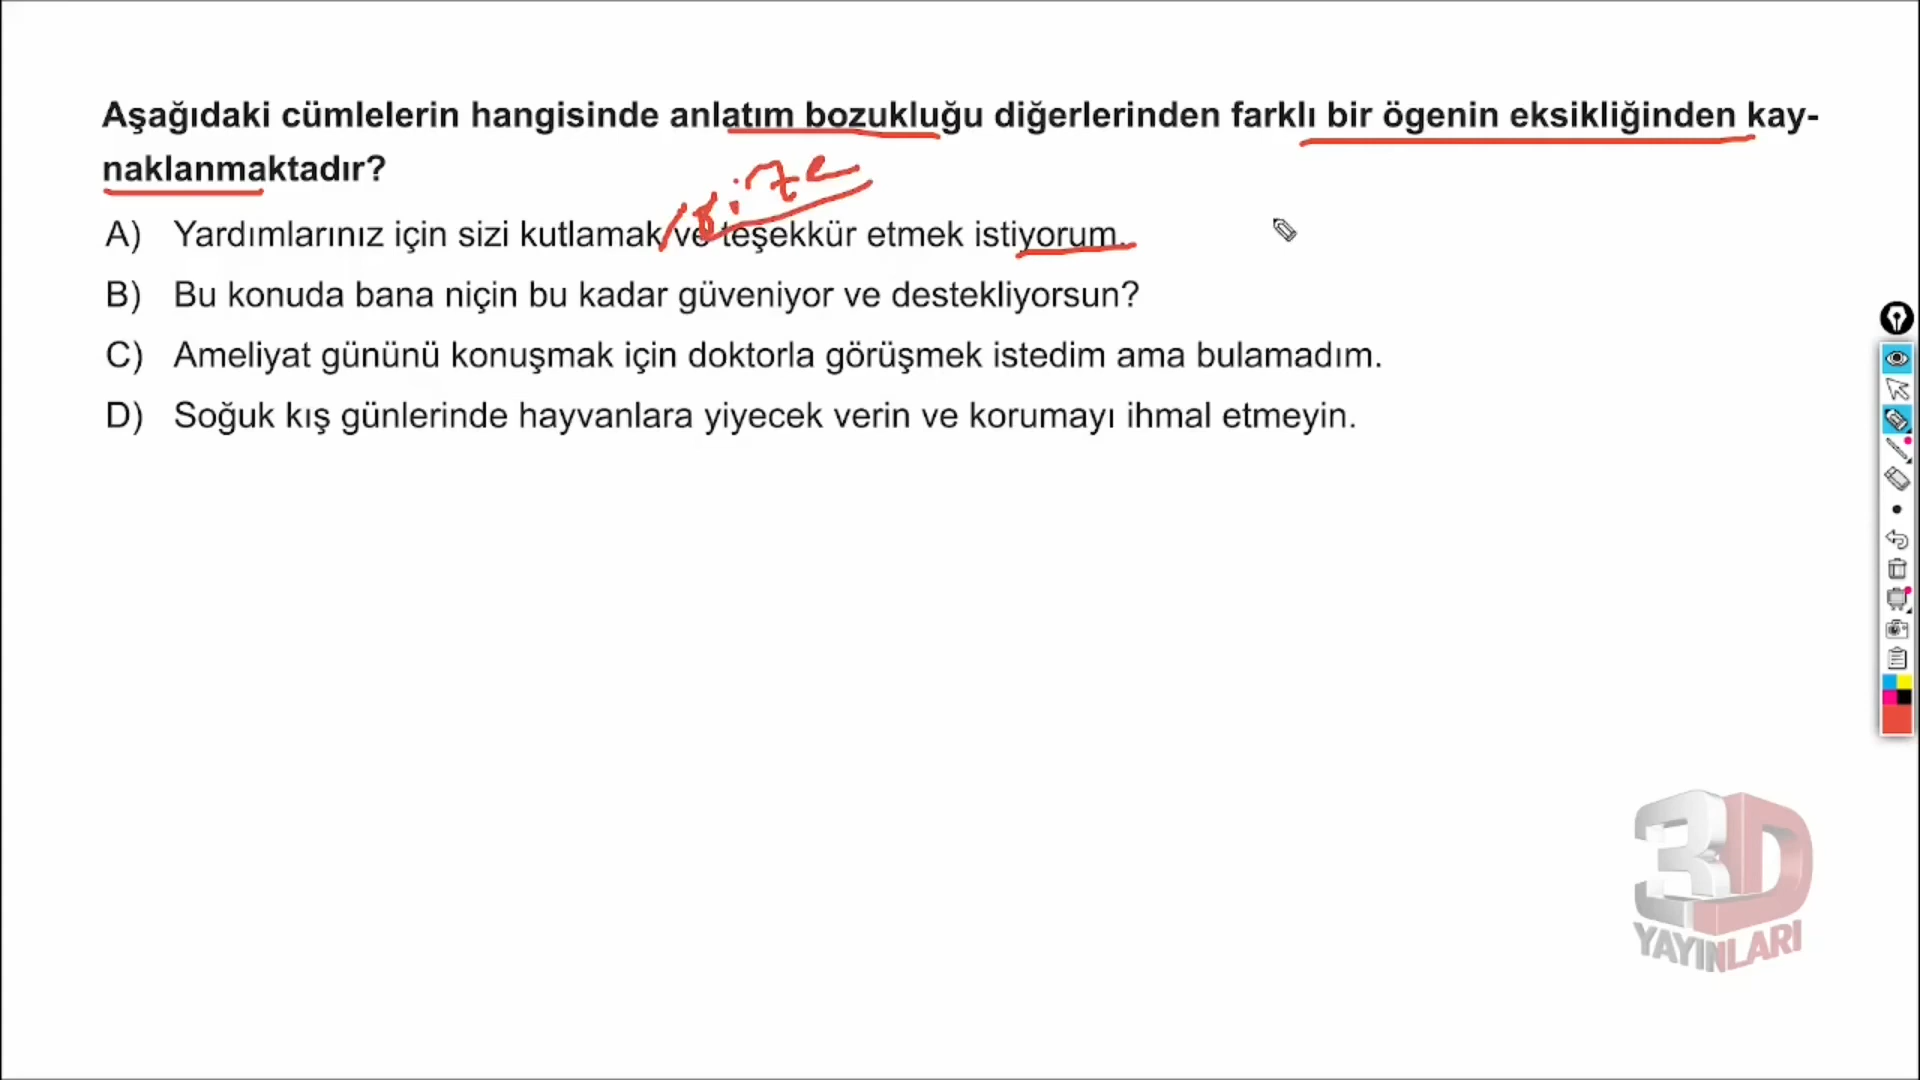 Aşağıdaki cümlelerin hangisinde anlatım bozukluğu diğerlerinden farklı bir ögenin eksikliğinden kay-
naklanmaktadır?
size
A) Yardımlarınız için sizi kutlamak ve teşekkür etmek istiyorum.
B) Bu konuda bana niçin bu kadar güveniyor ve destekliyorsun?
C) Ameliyat gününü konuşmak için doktorla görüşmek istedim ama bulamadım.
D) Soğuk kış günlerinde hayvanlara yiyecek verin ve korumayı ihmal etmeyin.
3D
YAYINLARI